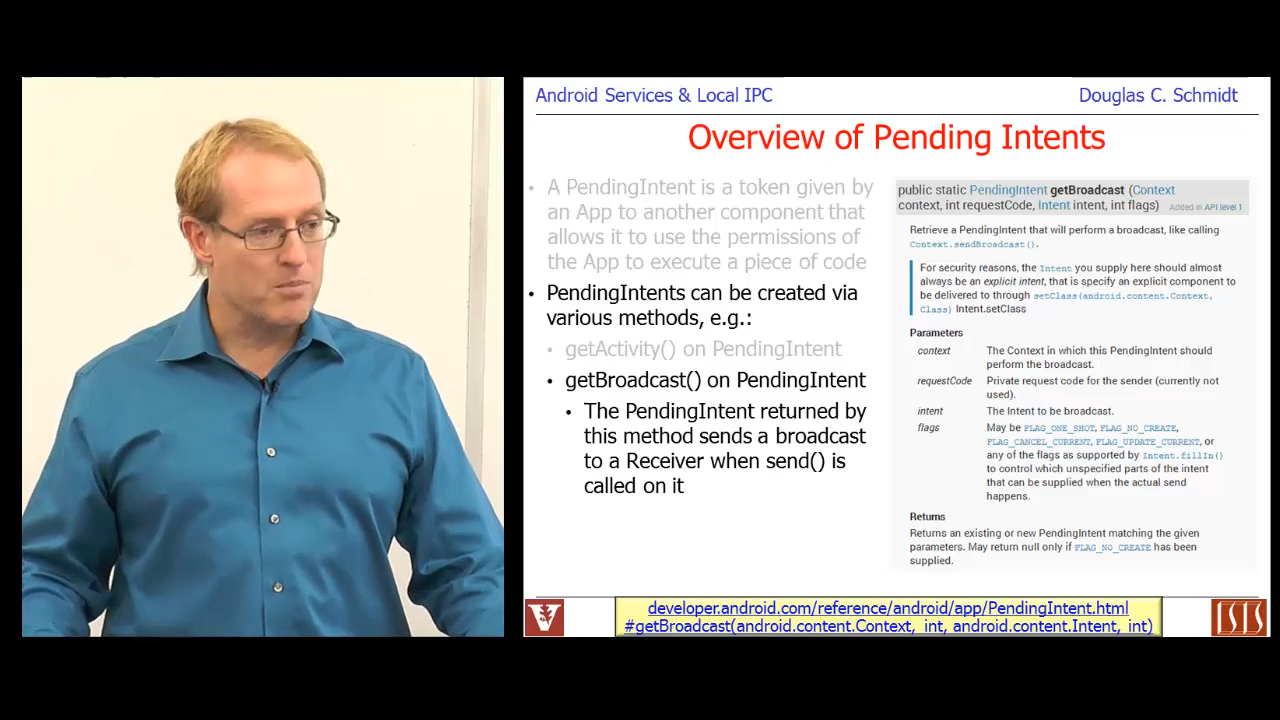 Android Services & Local IPC
Douglas C. Schmidt
Overview of Pending Intents
• A PendingIntent is a token given by
an App to another component that
allows it to use the permissions of
the App to execute a piece of code
• PendingIntents can be created via
various methods, e.g.:
• getActivity() on PendingIntent
• getBroadcast() on PendingIntent
• The PendingIntent returned by
this method sends a broadcast
to a Receiver when send() is
called on it
public static PendingIntent getBroadcast (Context
context, int requestCode, Intent intent, int flags)
Added in API level 1
Retrieve a PendingIntent that will perform a broadcast, like calling
Context.sendBroadcast().
For security reasons, the Intent you supply here should almost
always be an explicit intent, that is specify an explicit component to
be delivered to through setClass(android.content.Context,
Class) Intent.setClass
Parameters
context The Context in which this PendingIntent should
perform the broadcast.
requestCode Private request code for the sender (currently not
used).
intent The Intent to be broadcast.
flags May be FLAG_ONE_SHOT, FLAG_NO_CREATE,
FLAG_CANCEL_CURRENT, FLAG_UPDATE_CURRENT, or
any of the flags as supported by Intent.fillIn()
to control which unspecified parts of the intent
that can be supplied when the actual send
happens.
Returns
Returns an existing or new PendingIntent matching the given
parameters. May return null only if FLAG_NO_CREATE has been
supplied.
developer.android.com/reference/android/app/PendingIntent.html
#getBroadcast(android.content.Context, int, android.content.Intent, int)
V
ISIS